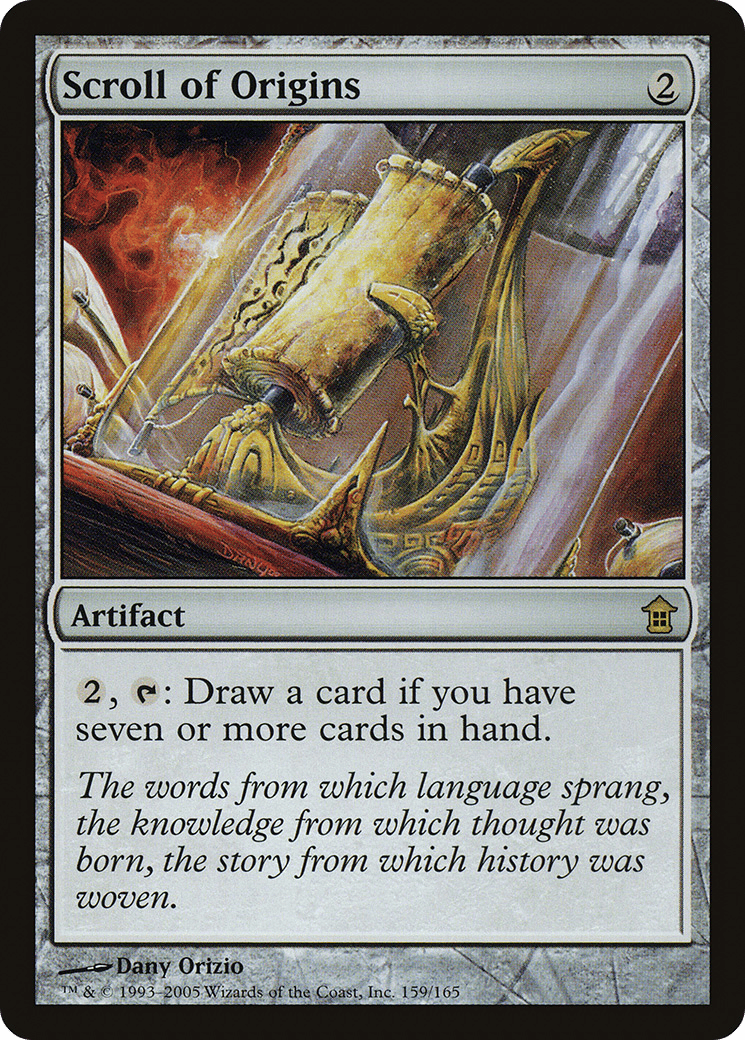 Scroll of Origins 2
Artifact
2, : Draw a card if you have
seven or more cards in hand.
The words from which language sprang,
the knowledge from which thought was
born, the story from which history was
woven.
Dany Orizio
™ & © 1993–2005 Wizards of the Coast, Inc. 159/165